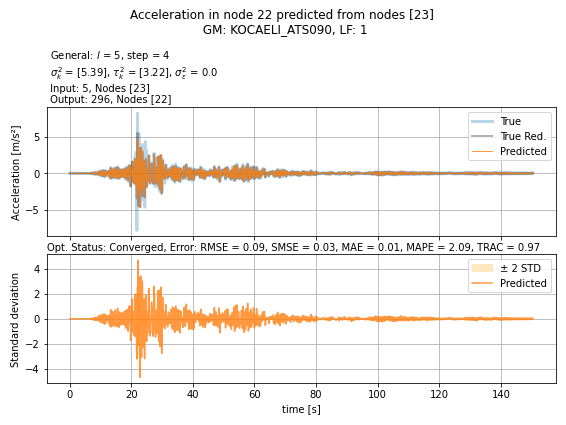 Acceleration in node 22 predicted from nodes [23]
GM: KOCAELI_ATS090, LF: 1
General: l = 5, step = 4
σ²ₖ = [5.39], τ²ₖ = [3.22], σ²ε = 0.0
Input: 5, Nodes [23]
Output: 296, Nodes [22]
Acceleration [m/s²]
5
0
−5
True
True Red.
Predicted
Opt. Status: Converged, Error: RMSE = 0.09, SMSE = 0.03, MAE = 0.01, MAPE = 2.09, TRAC = 0.97
Standard deviation
4
2
0
−2
−4
± 2 STD
Predicted
0 20 40 60 80 100 120 140
time [s]